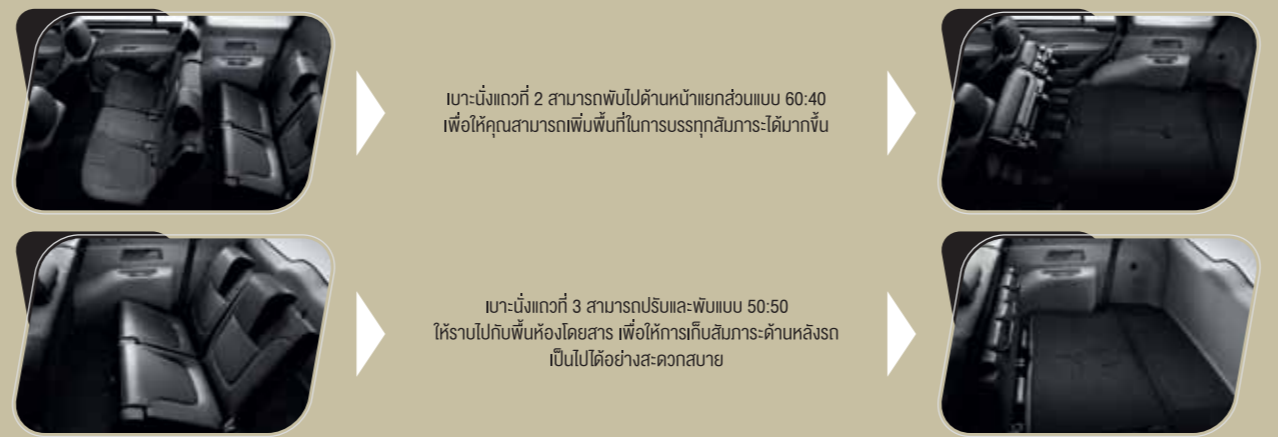 เบาะนั่งแถวที่ 2 สามารถพับไปด้านหน้าแยกส่วนแบบ 60:40
เพื่อให้คุณสามารถเพิ่มพื้นที่ในการบรรทุกสัมภาระได้มากขึ้น
เบาะนั่งแถวที่ 3 สามารถปรับและพับแบบ 50:50
ให้ราบไปกับพื้นห้องโดยสาร เพื่อให้การเก็บสัมภาระด้านหลังรถ
เป็นไปได้อย่างสะดวกสบาย